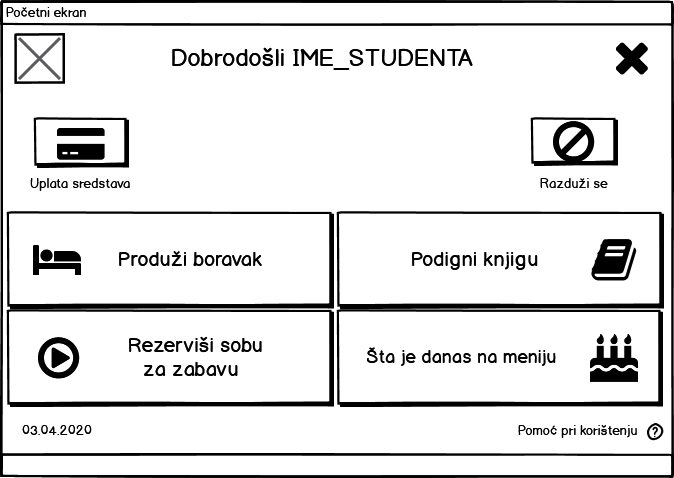 Početni ekran
Dobrodošli IME_STUDENTA
Uplata sredstava
Razduži se
Produži boravak
Podigni knjigu
Rezerviši sobu
za zabavu
Šta je danas na meniju
03.04.2020
Pomoć pri korištenju
?